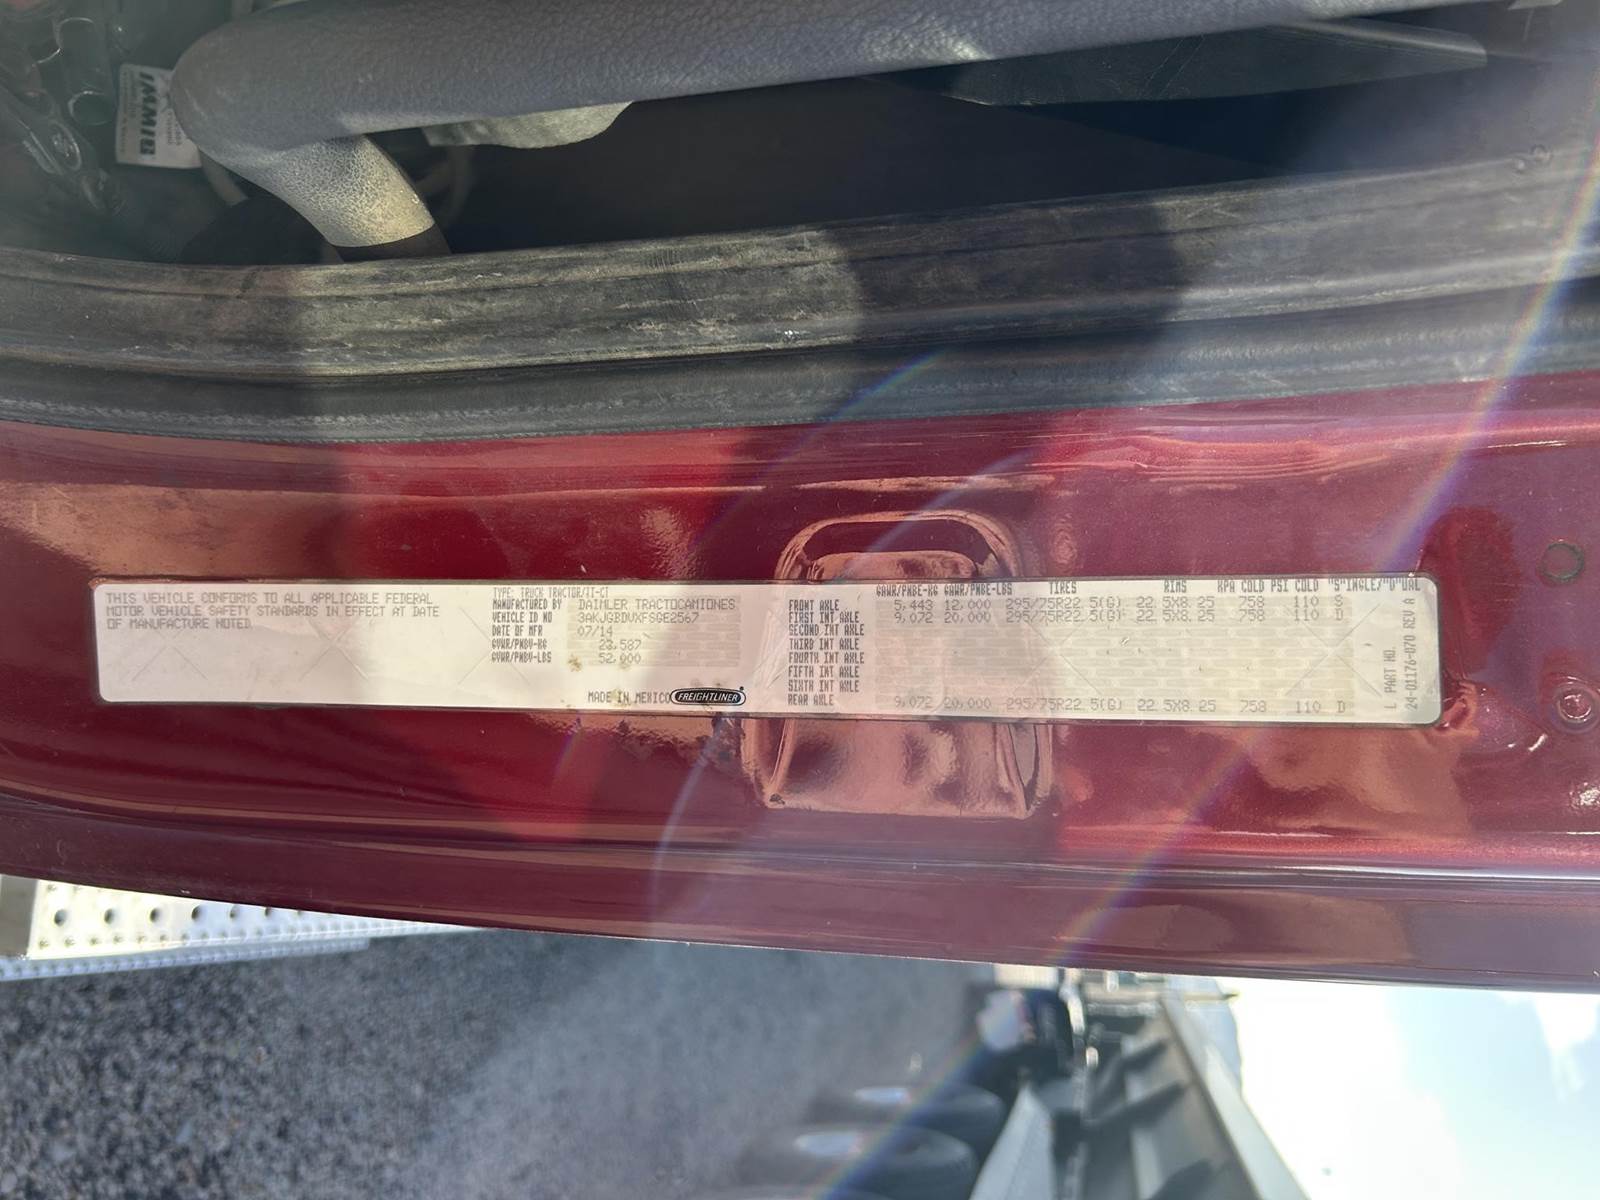 IMMIB
THIS VEHICLE CONFORMS TO ALL APPLICABLE FEDERAL
MOTOR VEHICLE SAFETY STANDARDS IN EFFECT AT DATE
OF MANUFACTURE NOTED
TYPE: TRUCK TRACTOR/IT-CT
MANUFACTURED BY DAIMLER TRACTOCAMIONES
VEHICLE ID NO 3AKJGBDVXFSGE2567
DATE OF MFR 07/14
GVWR/PNBV-KG 23,587
GVWR/PNBV-LBS 52,000
MADE IN MEXICO FREIGHTLINER
GAWR/PNBE-KG GAWR/PNBE-LBS TIRES RIMS KPA COLD PSI COLD "S"INGLE/"D"UAL
FRONT AXLE 5,443 12,000 295/75R22.5(G) 22.5X8.25 758 110 S
FIRST INT AXLE 9,072 20,000 295/75R22.5(G) 22.5X8.25 758 110 D
SECOND INT AXLE
THIRD INT AXLE
FOURTH INT AXLE
FIFTH INT AXLE
SIXTH INT AXLE
REAR AXLE 9,072 20,000 295/75R22.5(G) 22.5X8.25 758 110 D
L PART NO.
24-01176-070 REV A